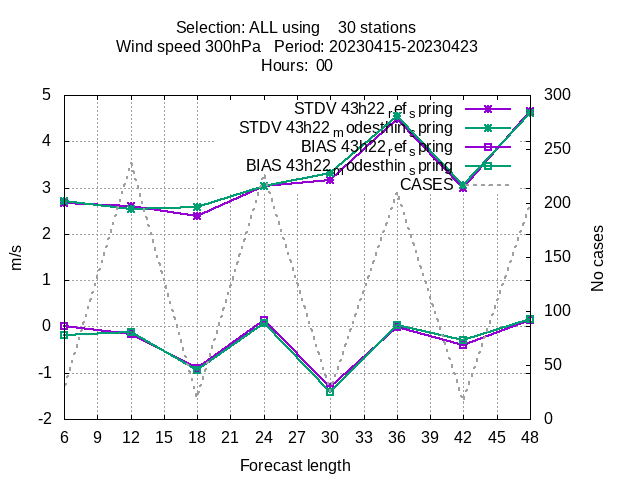 Selection: ALL using    30 stations
Wind speed 300hPa   Period: 20230415-20230423
Hours:  00
STDV 43h22_ref_spring
STDV 43h22_modesthin_spring
BIAS 43h22_ref_spring
BIAS 43h22_modesthin_spring
CASES
5
4
3
2
1
0
-1
-2
m/s
300
250
200
150
100
50
0
No cases
6 9 12 15 18 21 24 27 30 33 36 39 42 45 48
Forecast length